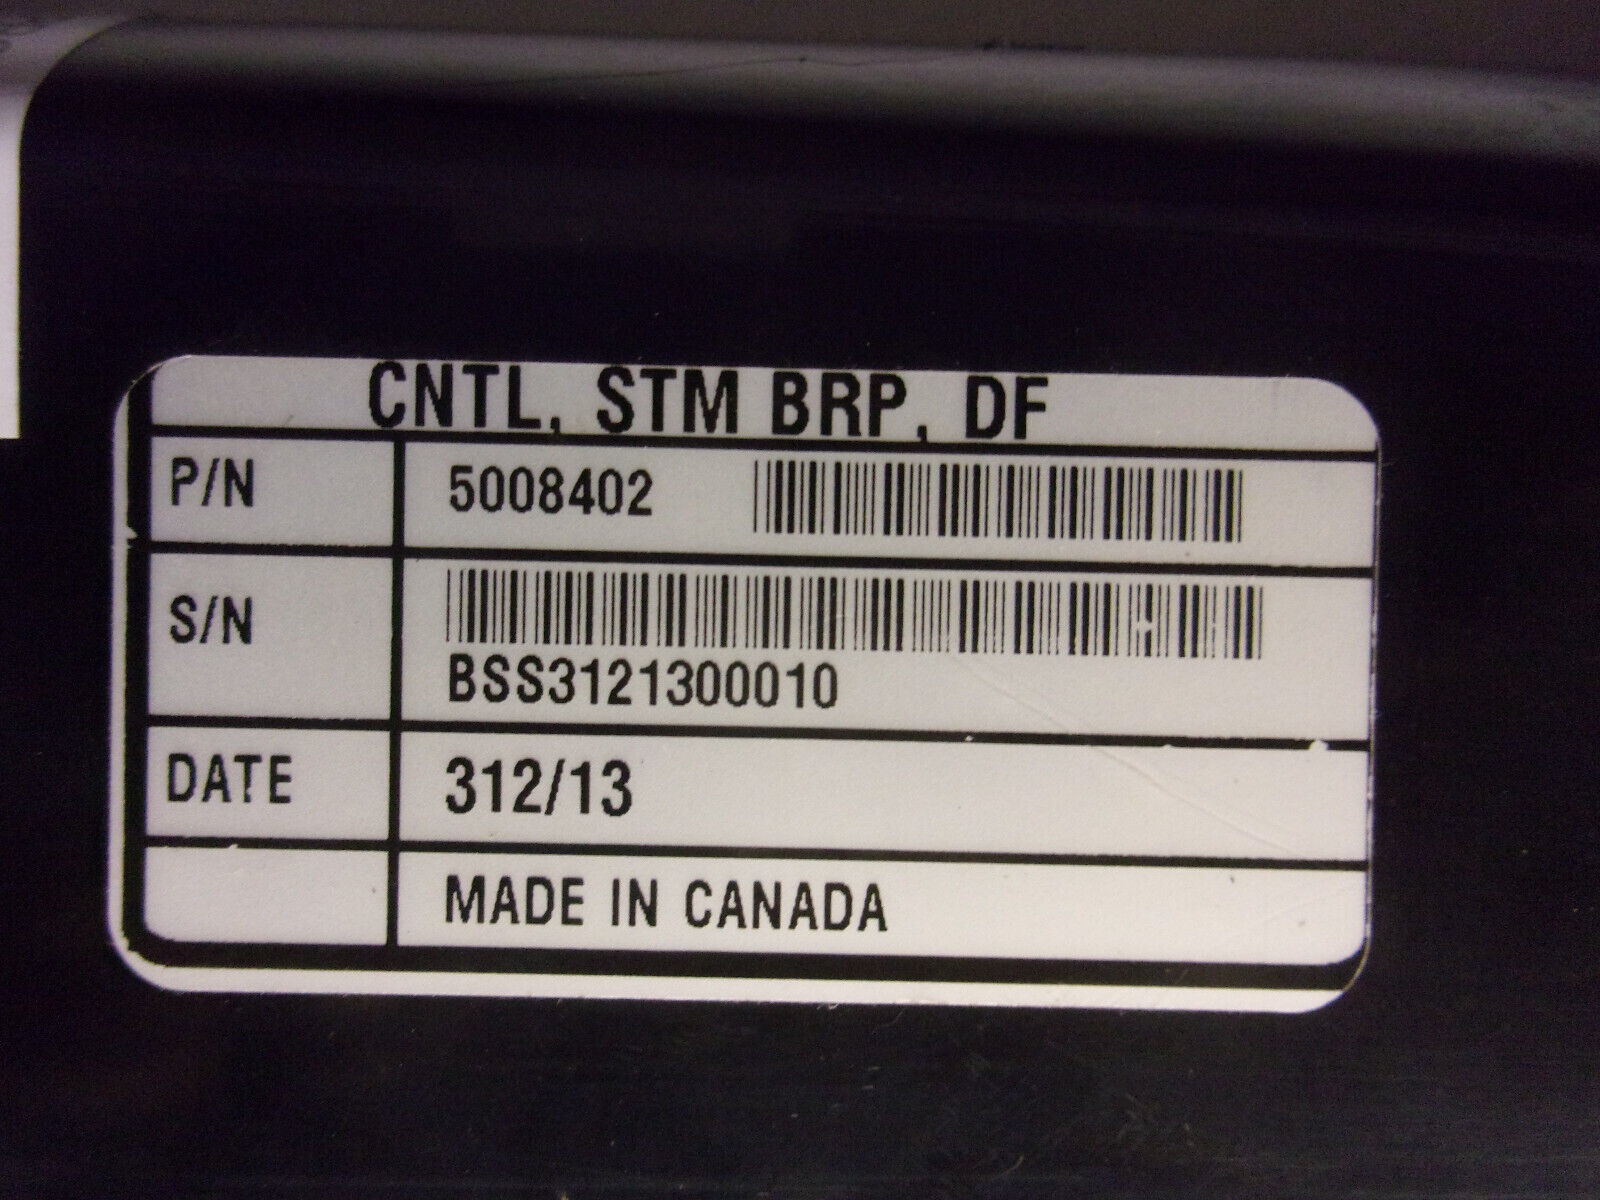 CNTL, STM BRP, DF
P/N 5008402
S/N
BSS3121300010
DATE 312/13
MADE IN CANADA